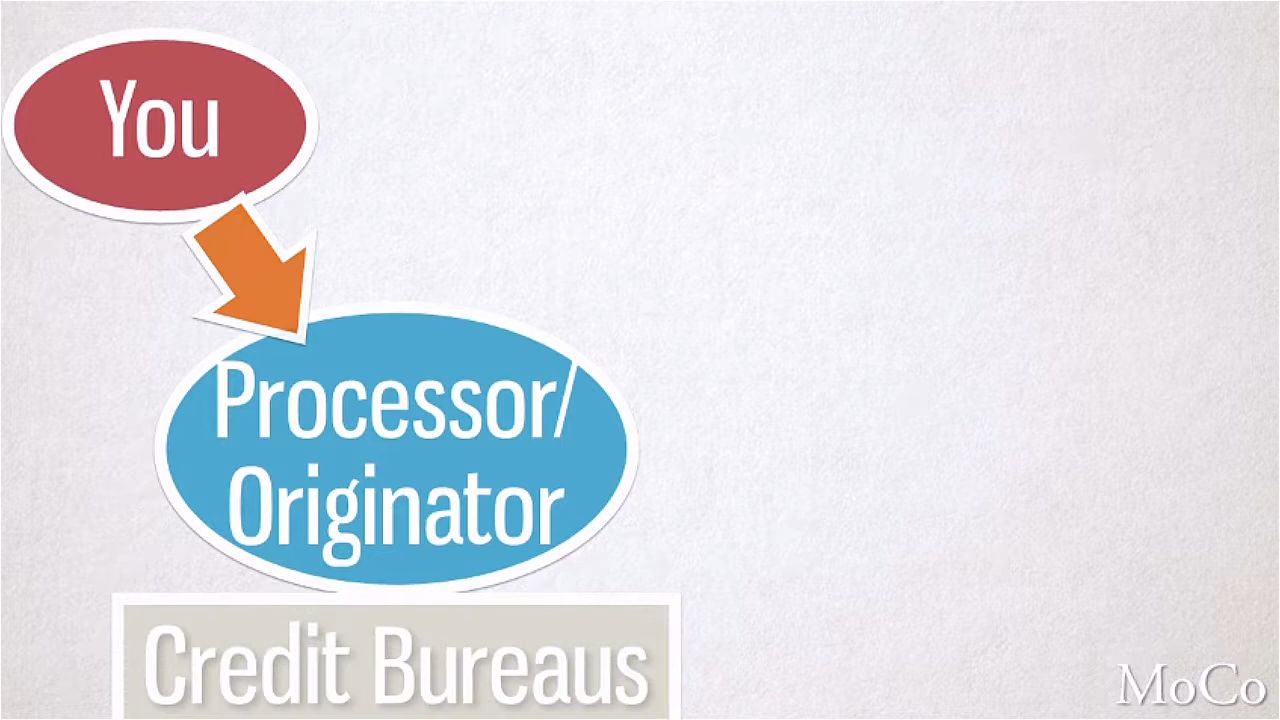 You
Processor/
Originator
Credit Bureaus
MoCo